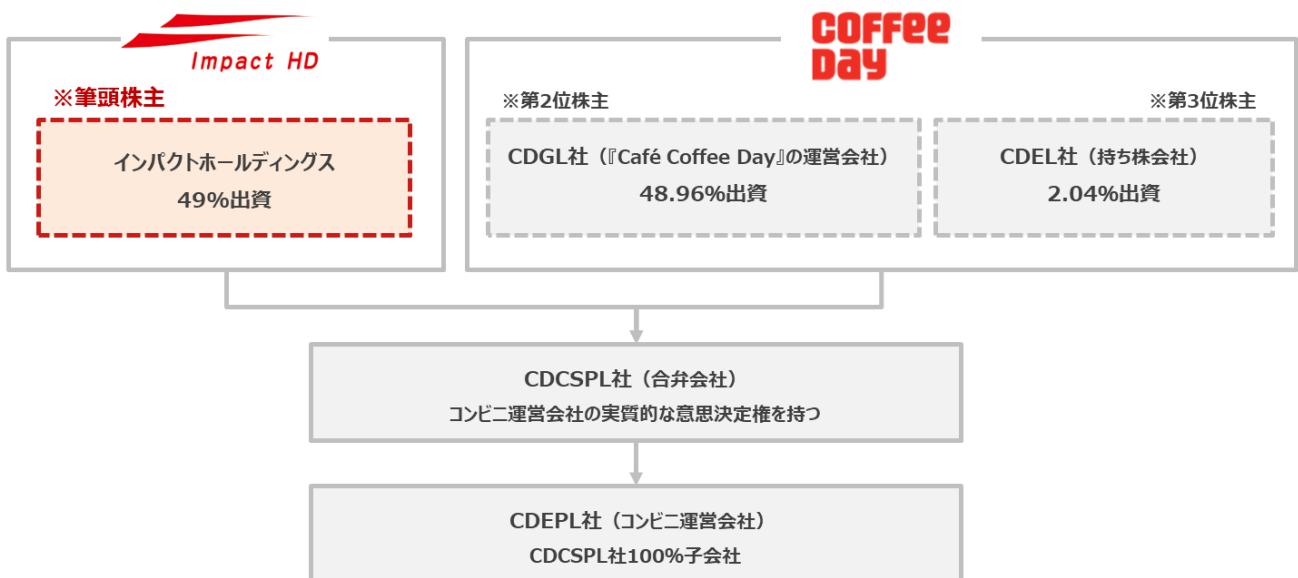 Impact HD
COFFee
Day
※筆頭株主
インパクトホールディングス
49%出資
※第2位株主
CDGL社（『Café Coffee Day』の運営会社）
48.96%出資
※第3位株主
CDEL社（持ち株会社）
2.04%出資
CDCSPL社（合弁会社）
コンビニ運営会社の実質的な意思決定権を持つ
CDEPL社（コンビニ運営会社）
CDCSPL社100%子会社